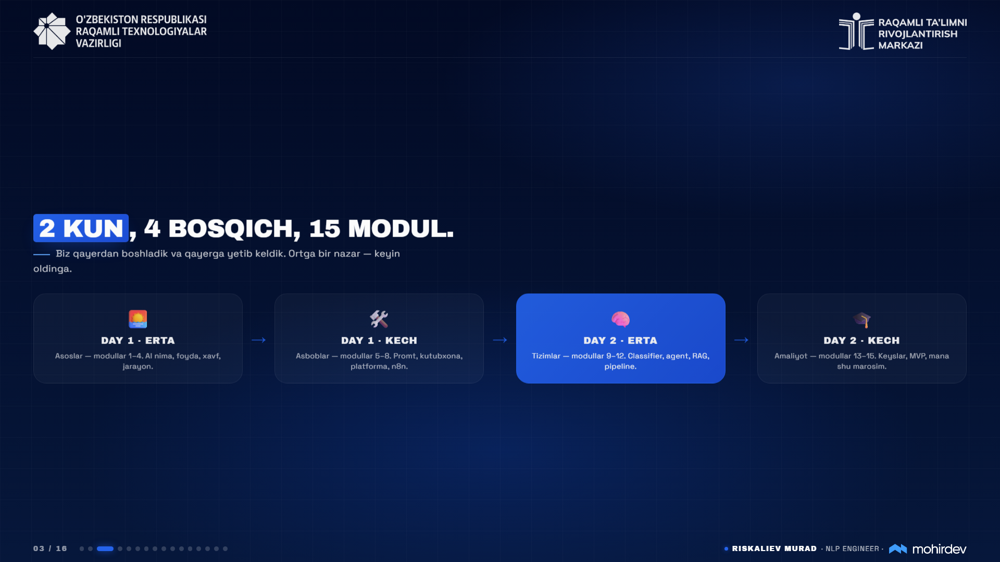 O'ZBEKISTON RESPUBLIKASI
RAQAMLI TEXNOLOGIYALAR
VAZIRLIGI
RAQAMLI TA'LIMNI
RIVOJLANTIRISH
MARKAZI
2 KUN, 4 BOSQICH, 15 MODUL.
Biz qayerdan boshladik va qayerga yetib keldik. Ortga bir nazar — keyin
oldinga.
DAY 1 · ERTA
Asoslar — modullar 1–4. AI nima, foyda, xavf,
jarayon.
→
DAY 1 · KECH
Asboblar — modullar 5–8. Promt, kutubxona,
platforma, n8n.
→
DAY 2 · ERTA
Tizimlar — modullar 9–12. Classifier, agent, RAG,
pipeline.
→
DAY 2 · KECH
Amaliyot — modullar 13–15. Keyslar, MVP, mana
shu marosim.
03 / 16
RISKALIEV MURAD · NLP ENGINEER · mohirdev